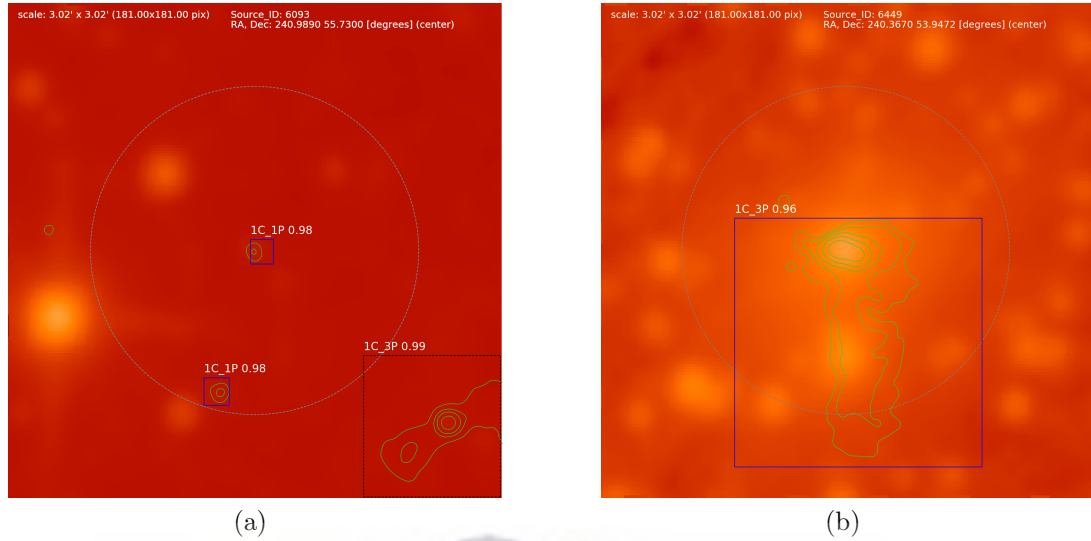 scale: 3.02' x 3.02' (181.00x181.00 pix)
Source_ID: 6093
RA, Dec: 240.9890 55.7300 [degrees] (center)
1C_1P 0.98
1C_3P 0.99
1C_1P 0.98
(a)
scale: 3.02' x 3.02' (181.00x181.00 pix)
Source_ID: 6449
RA, Dec: 240.3670 53.9472 [degrees] (center)
1C_3P 0.96
(b)